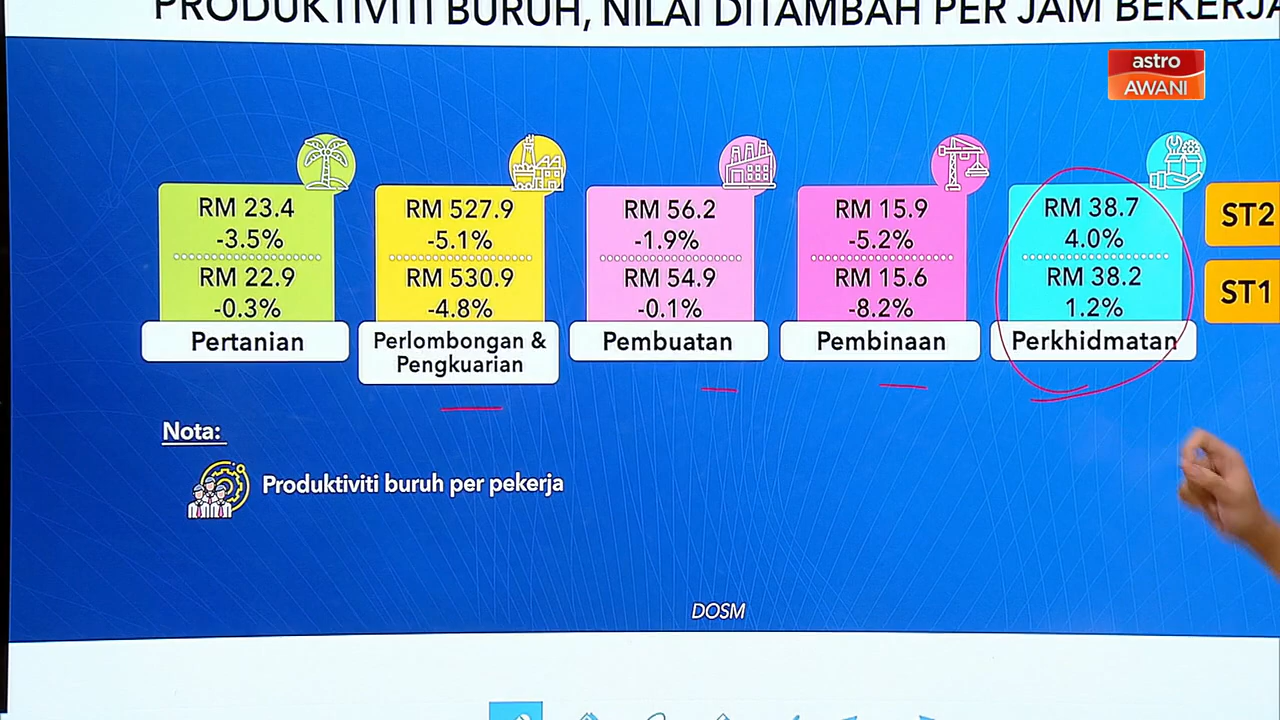 PRODUKTIVITI BURUH, NILAI DITAMBAH PER JAM BEKERJA
astro
AWANI
RM 23.4
-3.5%
RM 22.9
-0.3%
Pertanian
RM 527.9
-5.1%
RM 530.9
-4.8%
Perlombongan &
Pengkuarian
RM 56.2
-1.9%
RM 54.9
-0.1%
Pembuatan
RM 15.9
-5.2%
RM 15.6
-8.2%
Pembinaan
RM 38.7
4.0%
RM 38.2
1.2%
Perkhidmatan
ST2
ST1
Nota:
Produktiviti buruh per pekerja
DOSM